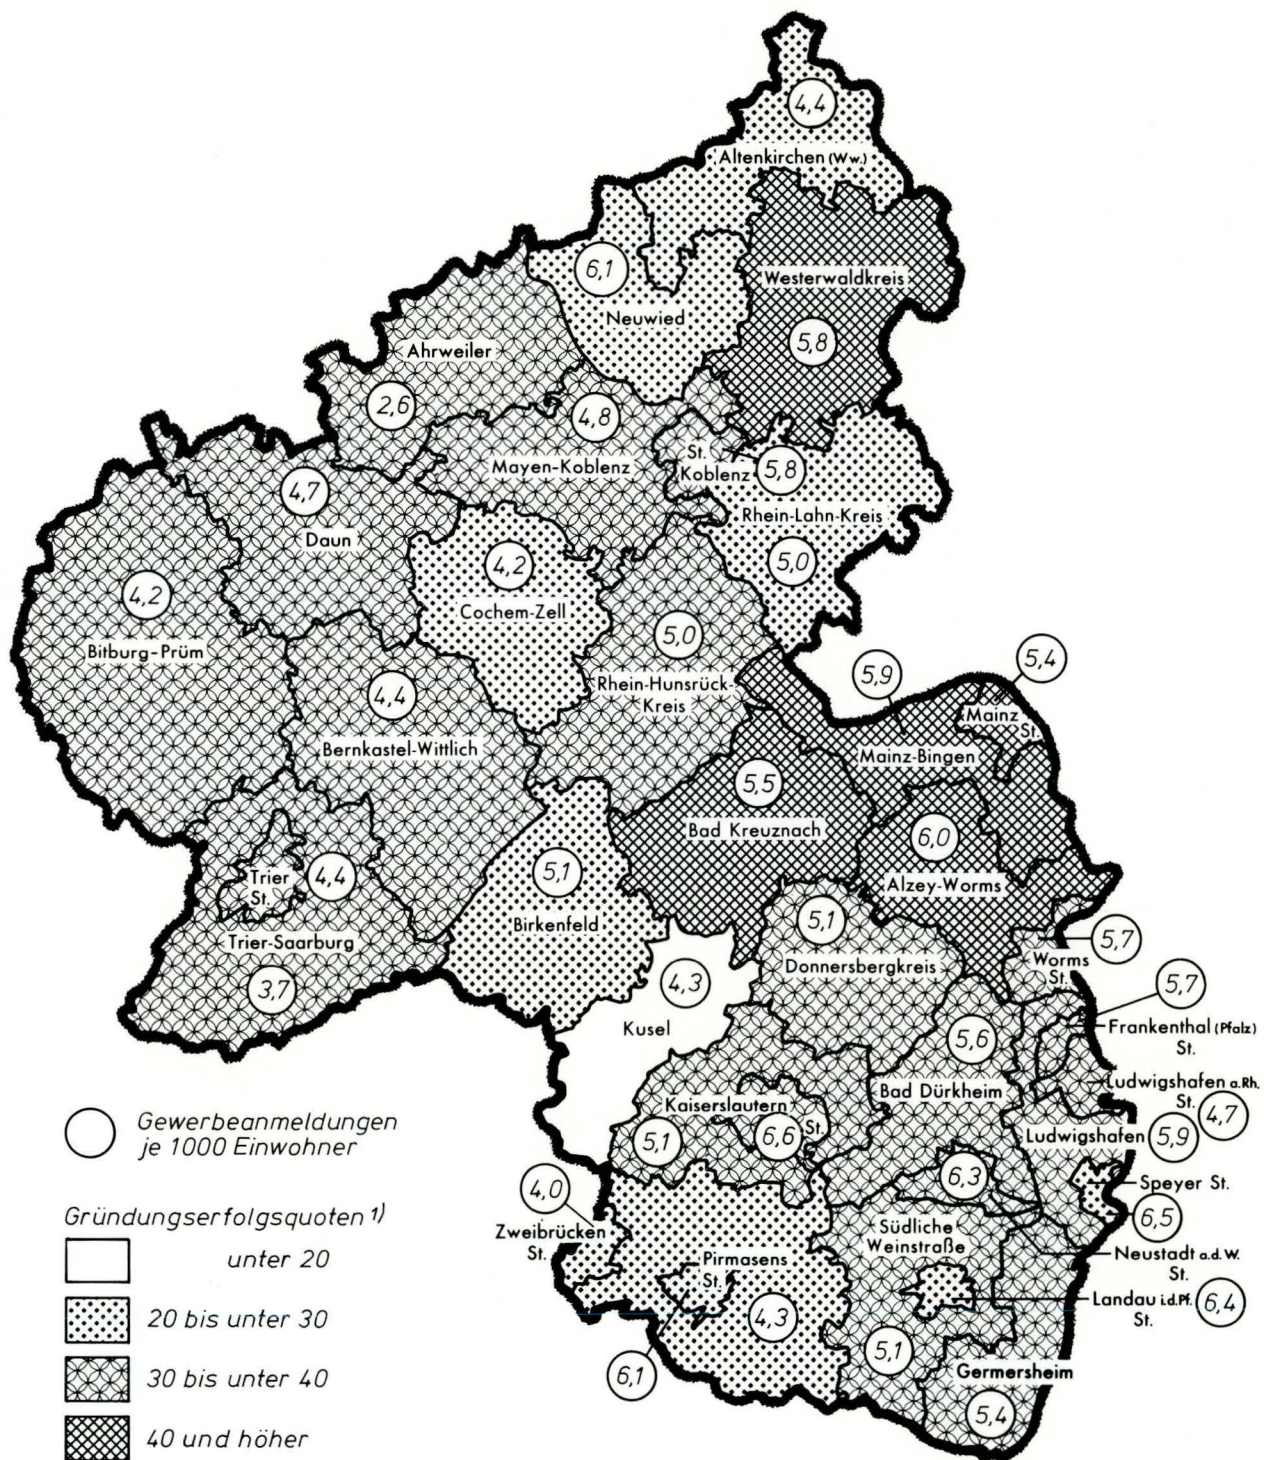 4,4
Altenkirchen (Ww.)
6,1
Neuwied
Westerwaldkreis
5,8
Ahrweiler
2,6
4,8
Mayen-Koblenz
St.
Koblenz
5,8
Rhein-Lahn-Kreis
5,0
4,7
Daun
4,2
Bitburg-Prüm
4,2
Cochem-Zell
5,0
Rhein-Hunsrück-
Kreis
4,4
Bernkastel-Wittlich
5,9
5,4
Mainz
St.
Mainz-Bingen
5,5
Bad Kreuznach
6,0
Alzey-Worms
Trier
St.
4,4
Trier-Saarburg
3,7
5,1
Birkenfeld
5,1
Donnersbergkreis
5,7
Worms
St.
4,3
Kusel
5,7
Frankenthal (Pfalz)
St.
5,6
Bad Dürkheim
Ludwigshafen a.Rh.
St.
4,7
Kaiserslautern
St.
5,1
6,6
Ludwigshafen
5,9
6,3
Speyer St.
6,5
4,0
Zweibrücken
St.
Südliche
Weinstraße
Neustadt a.d.W.
St.
Pirmasens
St.
4,3
6,1
Landau i.d.Pf.
St.
6,4
5,1
Germersheim
5,4
Gewerbeanmeldungen
je 1000 Einwohner
Gründungserfolgsquoten 1)
unter 20
20 bis unter 30
30 bis unter 40
40 und höher